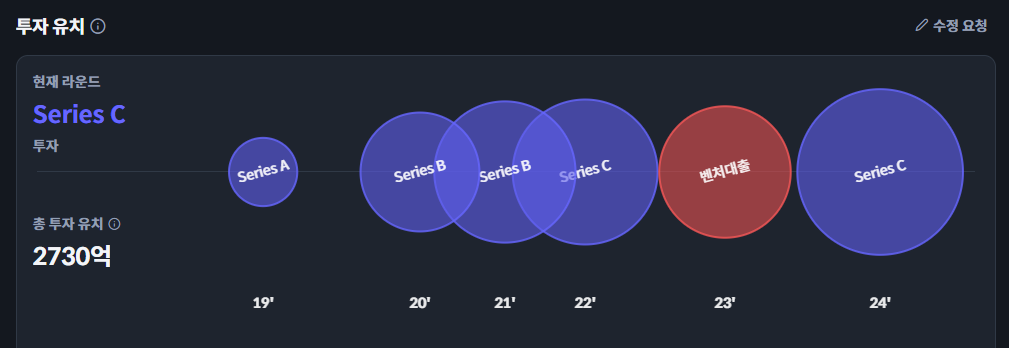 투자 유치
수정 요청
현재 라운드
Series C
투자
Series A
Series B
Series B
Series C
벤처대출
Series C
총 투자 유치
2730억
19'
20'
21'
22'
23'
24'